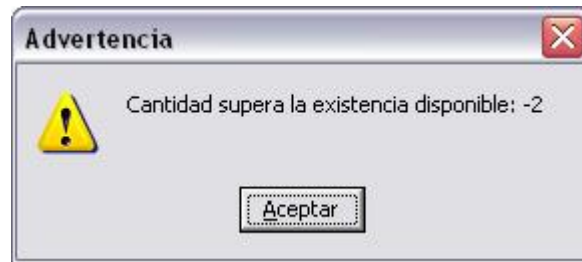 Advertencia
Cantidad supera la existencia disponible: -2
Aceptar